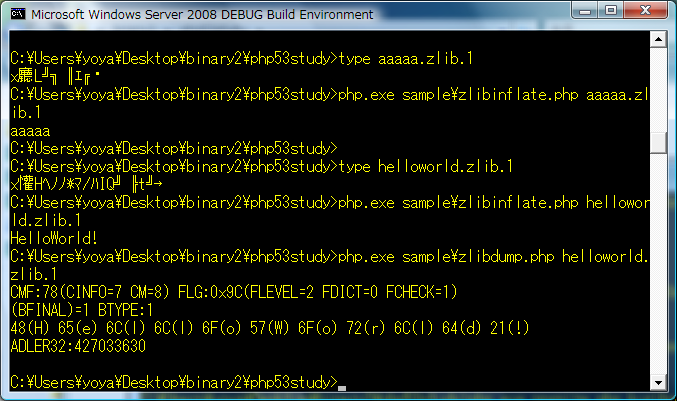 Microsoft Windows Server 2008 DEBUG Build Environment
C:¥Users¥yoya¥Desktop¥binary2¥php53study>type aaaaa.zlib.1
C:¥Users¥yoya¥Desktop¥binary2¥php53study>php.exe sample¥zlibinflate.php aaaaa.zl
ib.1
aaaaa
C:¥Users¥yoya¥Desktop¥binary2¥php53study>
C:¥Users¥yoya¥Desktop¥binary2¥php53study>type helloworld.zlib.1
C:¥Users¥yoya¥Desktop¥binary2¥php53study>php.exe sample¥zlibinflate.php hellowor
ld.zlib.1
HelloWorld!
C:¥Users¥yoya¥Desktop¥binary2¥php53study>php.exe sample¥zlibdump.php helloworld.
zlib.1
CMF:78(CINFO=7 CM=8) FLG:0x9C(FLEVEL=2 FDICT=0 FCHECK=1)
(BFINAL)=1 BTYPE:1
48(H) 65(e) 6C(l) 6C(l) 6F(o) 57(W) 6F(o) 72(r) 6C(l) 64(d) 21(!)
ADLER32:427033630
C:¥Users¥yoya¥Desktop¥binary2¥php53study>